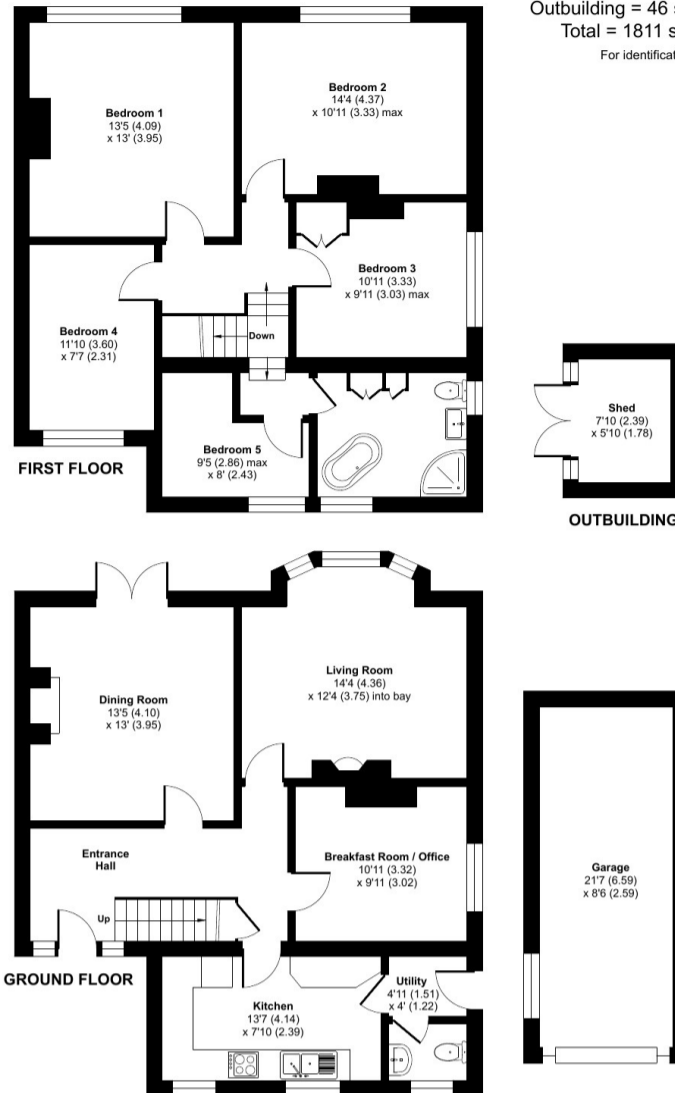 Outbuilding = 46
Total = 1811
For
Bedroom 1
13'5 (4.09)
x 13' (3.95)
Bedroom 2
14'4 (4.37)
x 10'11 (3.33) max
Bedroom 3
10'11 (3.33)
x 9'11 (3.03) max
Bedroom 4
11'10 (3.60)
x 7'7 (2.31)
Down
Bedroom 5
9'5 (2.86) max
x 8' (2.43)
FIRST FLOOR
Shed
7'10 (2.39)
x 5'10 (1.78)
OUTBUILDING
Dining Room
13'5 (4.10)
x 13' (3.95)
Living Room
14'4 (4.36)
x 12'4 (3.75) into bay
Entrance
Hall
Up
Breakfast Room / Office
10'11 (3.32)
x 9'11 (3.02)
Garage
21'7 (6.59)
x 8'6 (2.59)
GROUND FLOOR
Kitchen
13'7 (4.14)
x 7'10 (2.39)
Utility
4'11 (1.51)
x 4' (1.22)